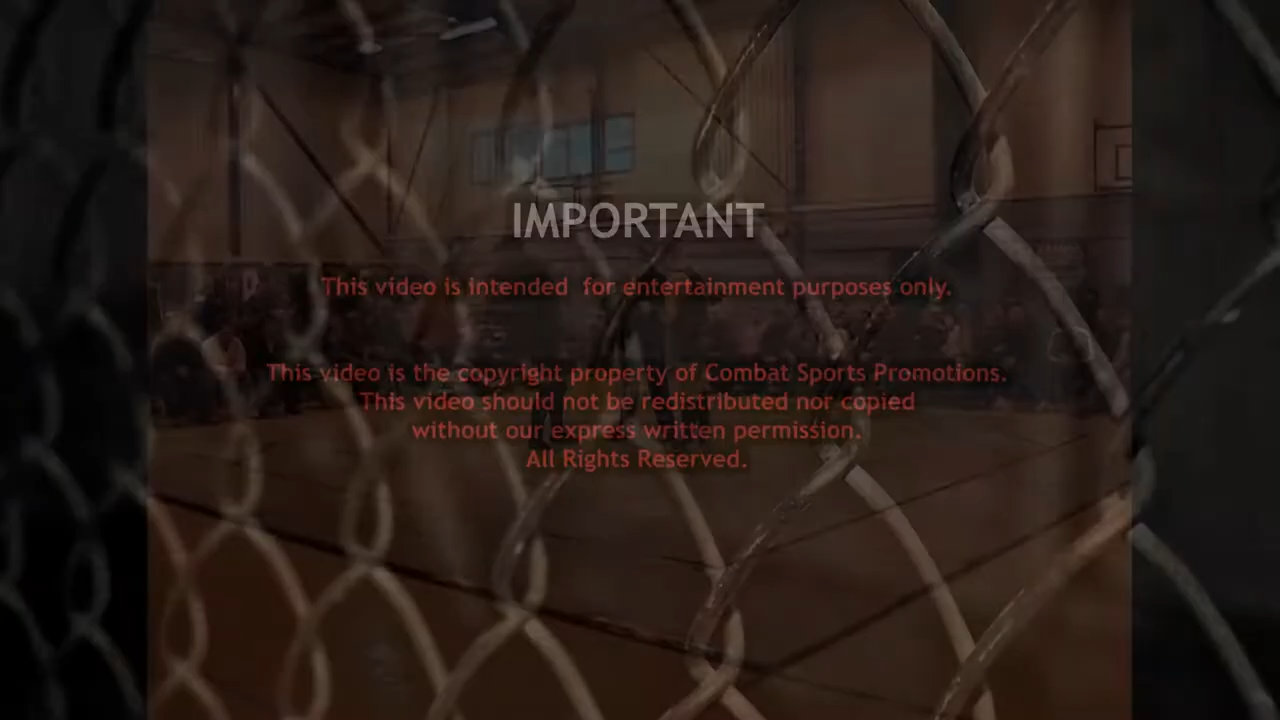 IMPORTANT
This video is intended for entertainment purposes only.
This video is the copyright property of Combat Sports Promotions.
This video should not be redistributed nor copied
without our express written permission.
All Rights Reserved.